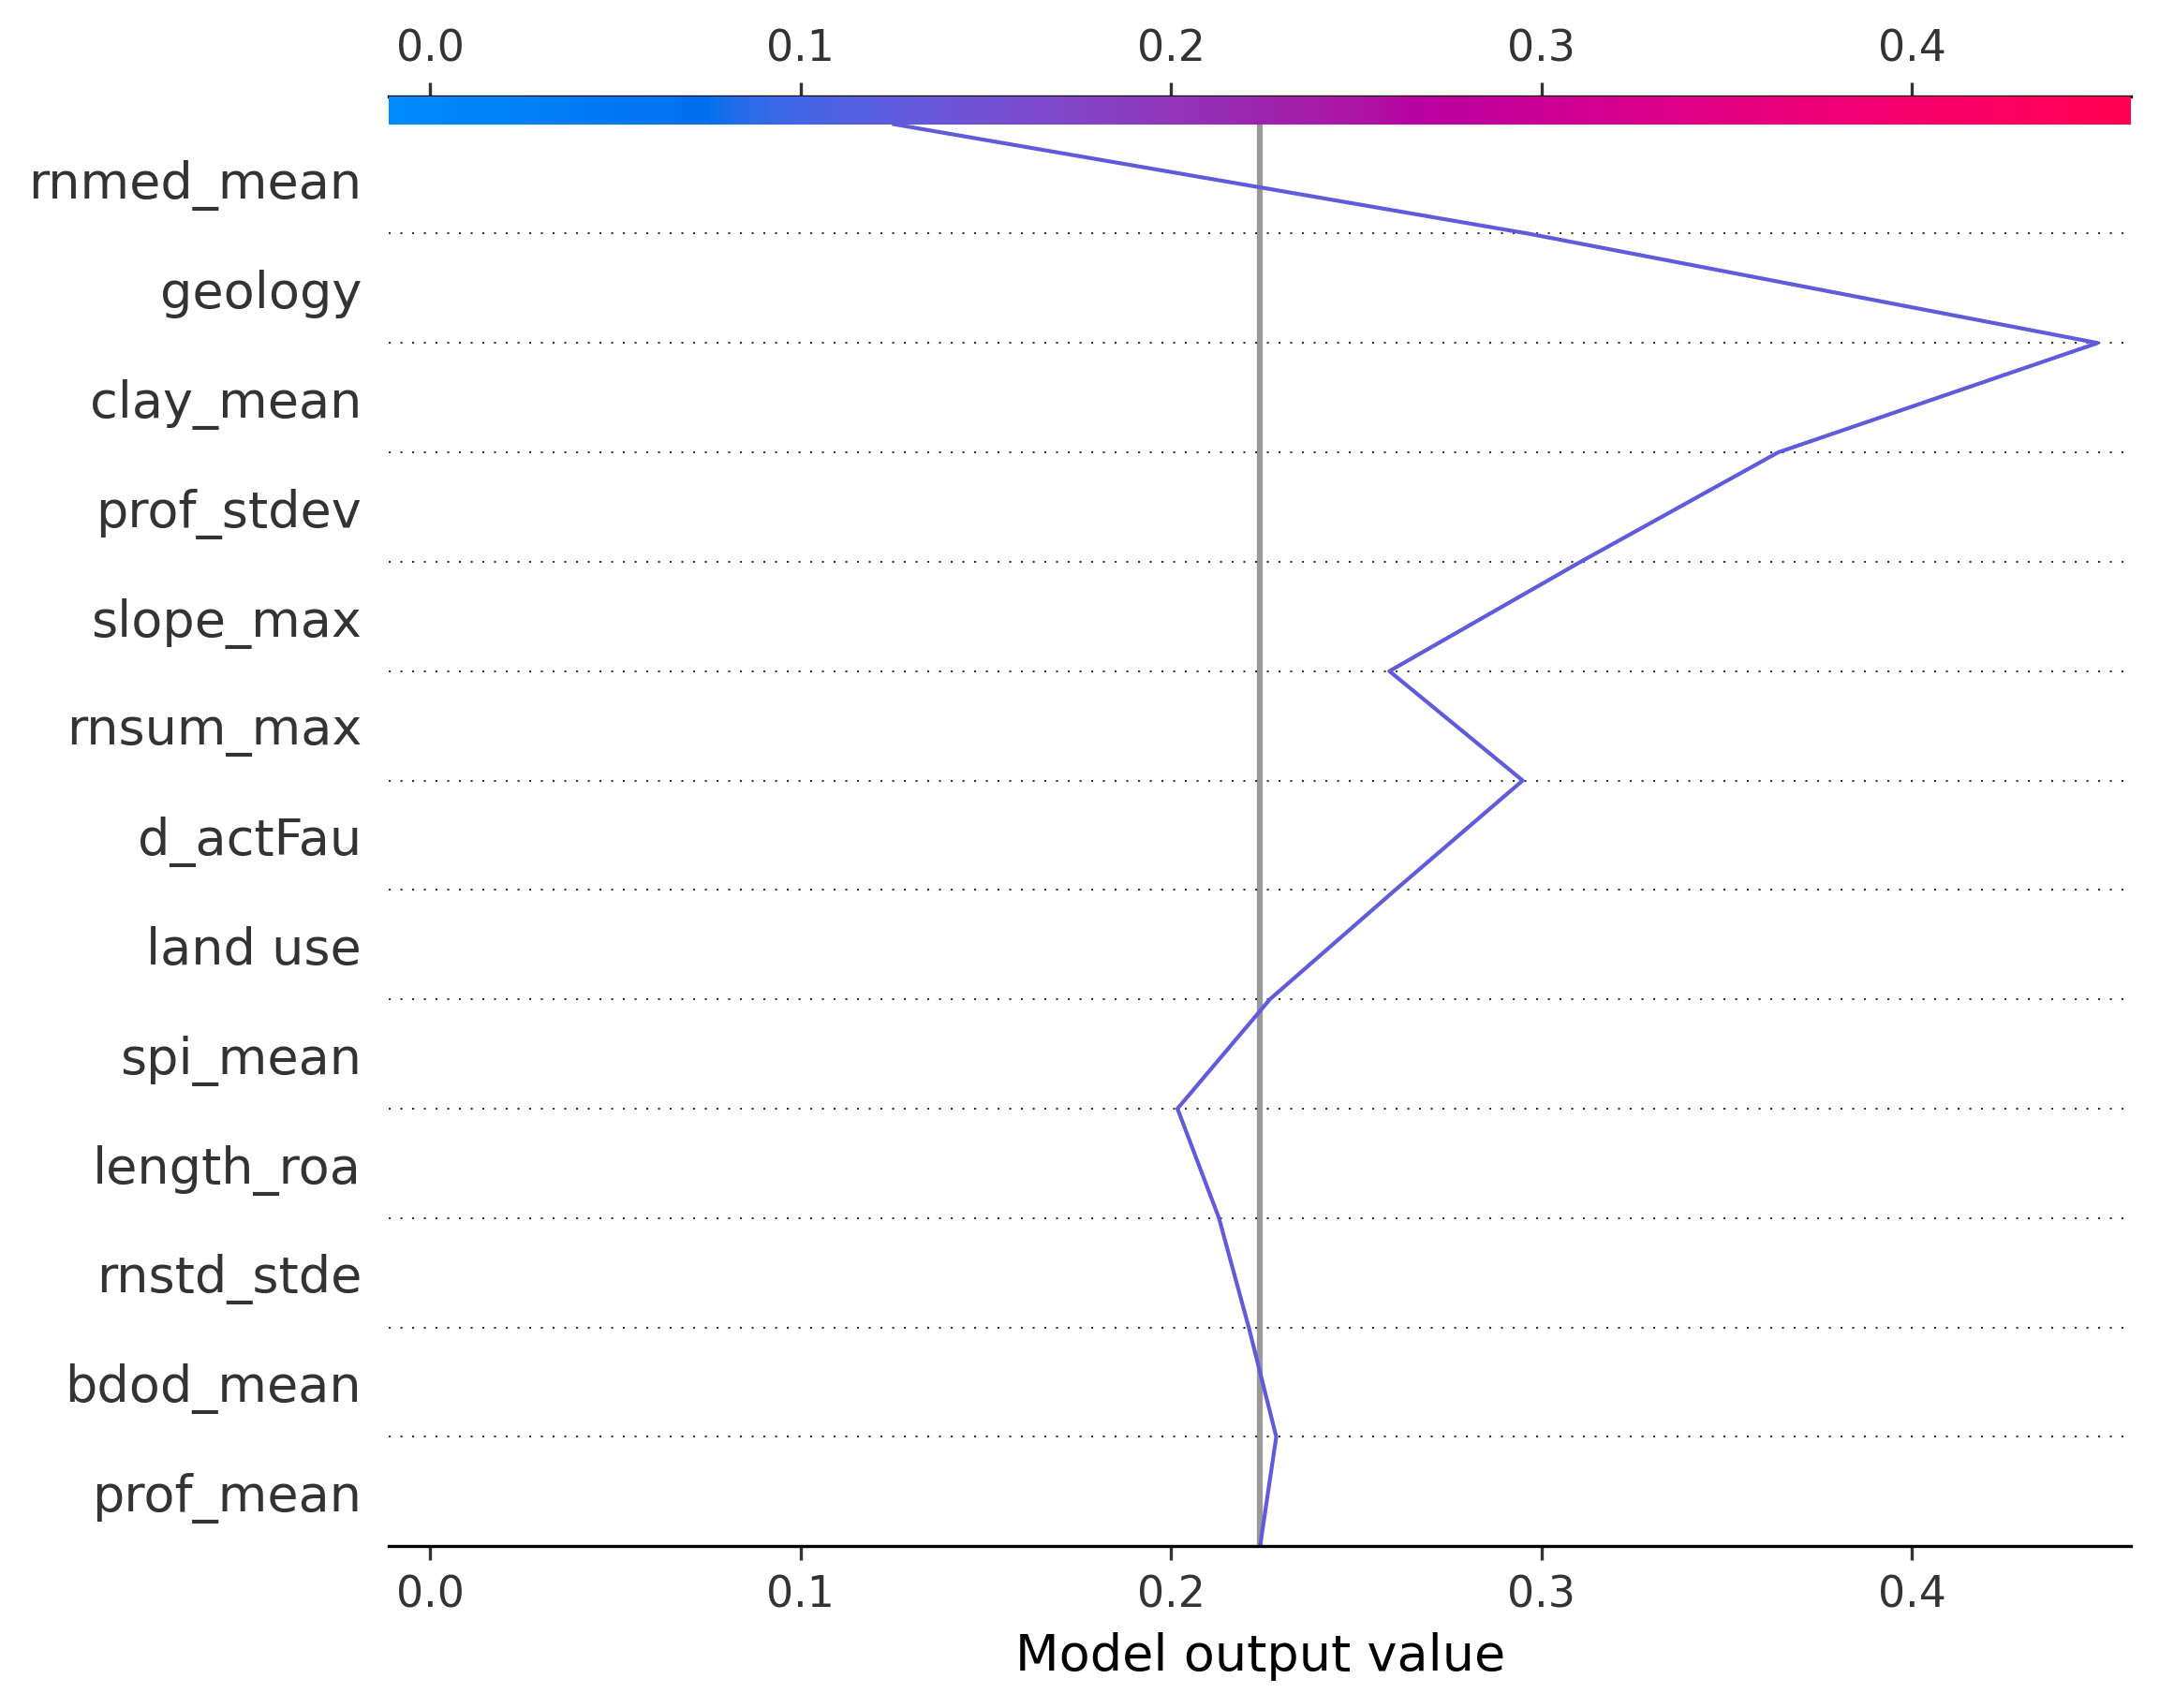 0.0 0.1 0.2 0.3 0.4
rnmed_mean
geology
clay_mean
prof_stdev
slope_max
rnsum_max
d_actFau
land use
spi_mean
length_roa
rnstd_stde
bdod_mean
prof_mean
0.0 0.1 0.2 0.3 0.4
Model output value